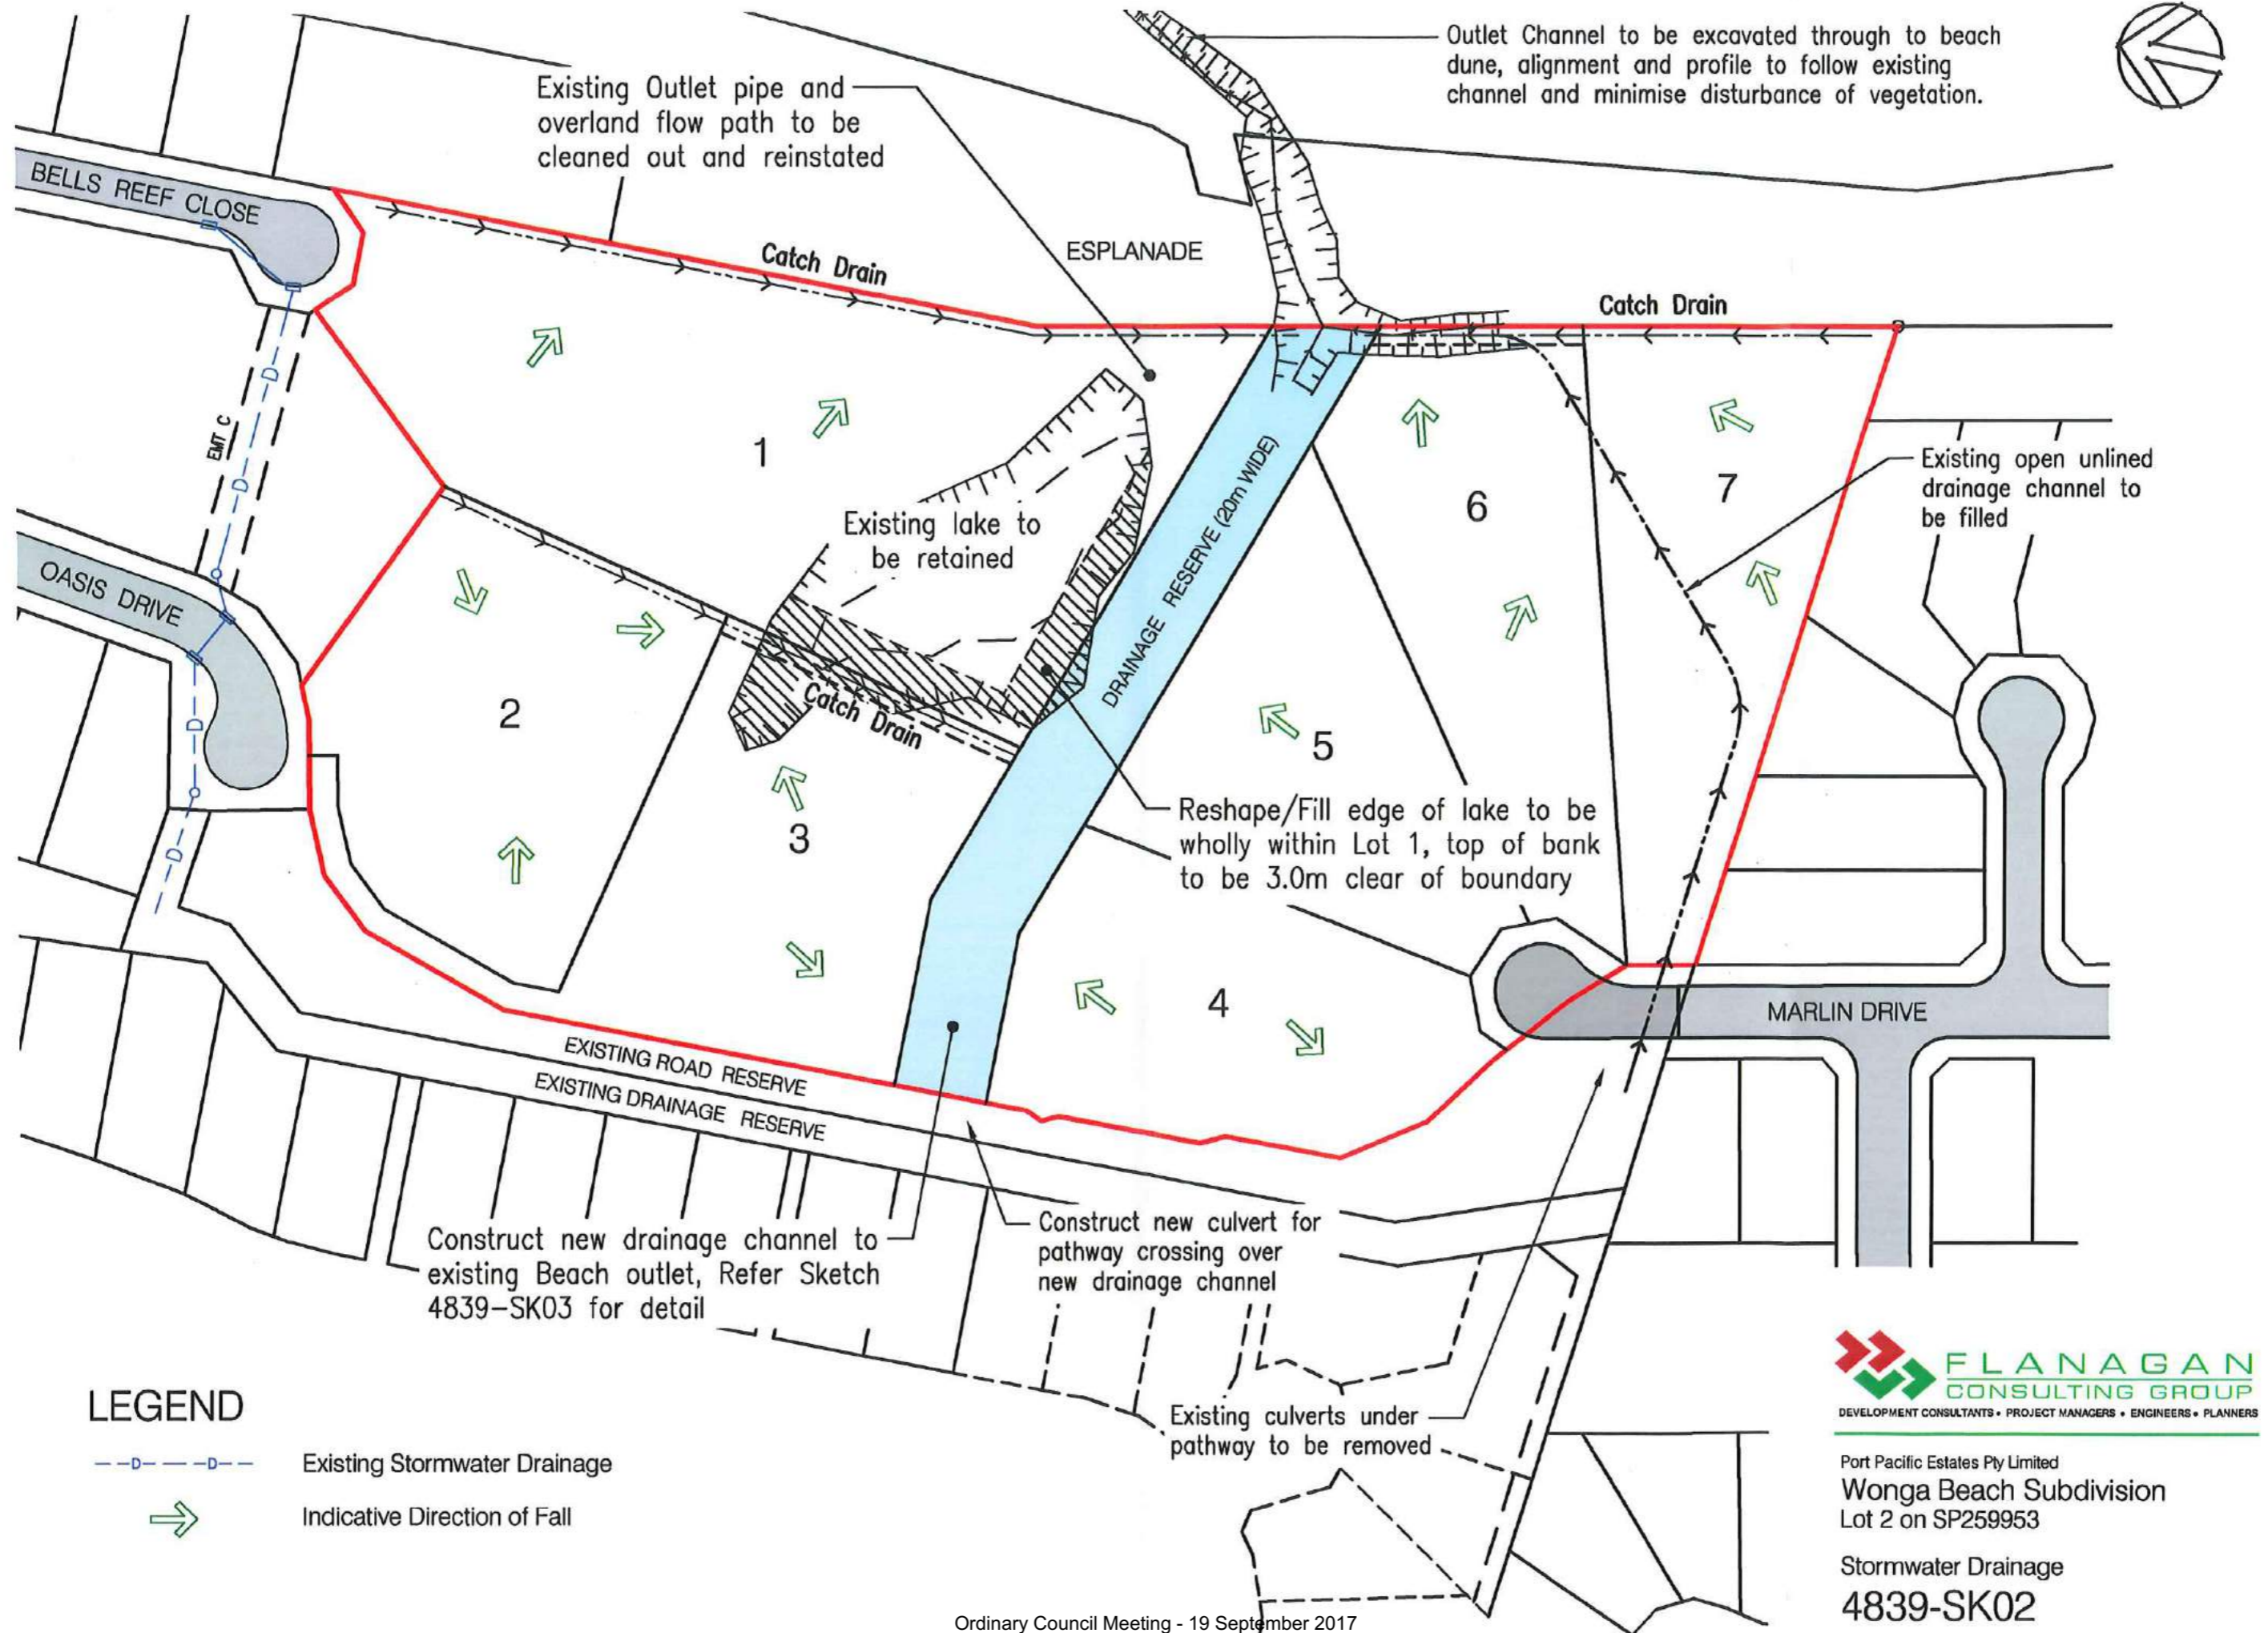 Outlet Channel to be excavated through to beach
dune, alignment and profile to follow existing
channel and minimise disturbance of vegetation.
Existing Outlet pipe and
overland flow path to be
cleaned out and reinstated
BELLS REEF CLOSE
ESPLANADE
Catch Drain
Catch Drain
EMT C
1
DRAINAGE RESERVE (20m WIDE)
6
7
Existing open unlined
drainage channel to
be filled
Existing lake to
be retained
OASIS DRIVE
2
Catch Drain
5
3
Reshape/Fill edge of lake to be
wholly within Lot 1, top of bank
to be 3.0m clear of boundary
4
MARLIN DRIVE
EXISTING ROAD RESERVE
EXISTING DRAINAGE RESERVE
Construct new drainage channel to
existing Beach outlet, Refer Sketch
4839-SK03 for detail
Construct new culvert for
pathway crossing over
new drainage channel
Existing culverts under
pathway to be removed
D
D
D
D
LEGEND
D D
Existing Stormwater Drainage
Indicative Direction of Fall
FLANAGAN
CONSULTING GROUP
DEVELOPMENT CONSULTANTS • PROJECT MANAGERS • ENGINEERS • PLANNERS
Port Pacific Estates Pty Limited
Wonga Beach Subdivision
Lot 2 on SP259953
Stormwater Drainage
4839-SK02
Ordinary Council Meeting - 19 September 2017